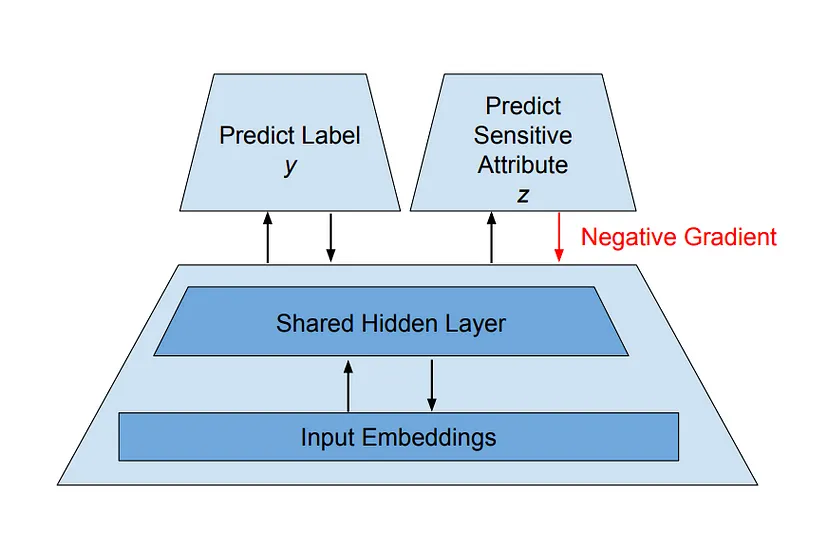 Predict Label
y
Predict
Sensitive
Attribute
z
Negative Gradient
Shared Hidden Layer
Input Embeddings